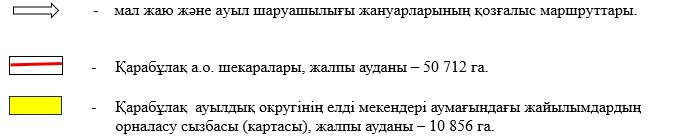 - мал жаю және ауыл шаруашылығы жануарларының қозғалыс маршруттары.
- Қарабұлақ а.о. шекаралары, жалпы ауданы – 50 712 га.
- Қарабұлақ ауылдық округінің елді мекендері аумағындағы жайылымдардың
орналасу сызбасы (картасы), жалпы ауданы – 10 856 га.